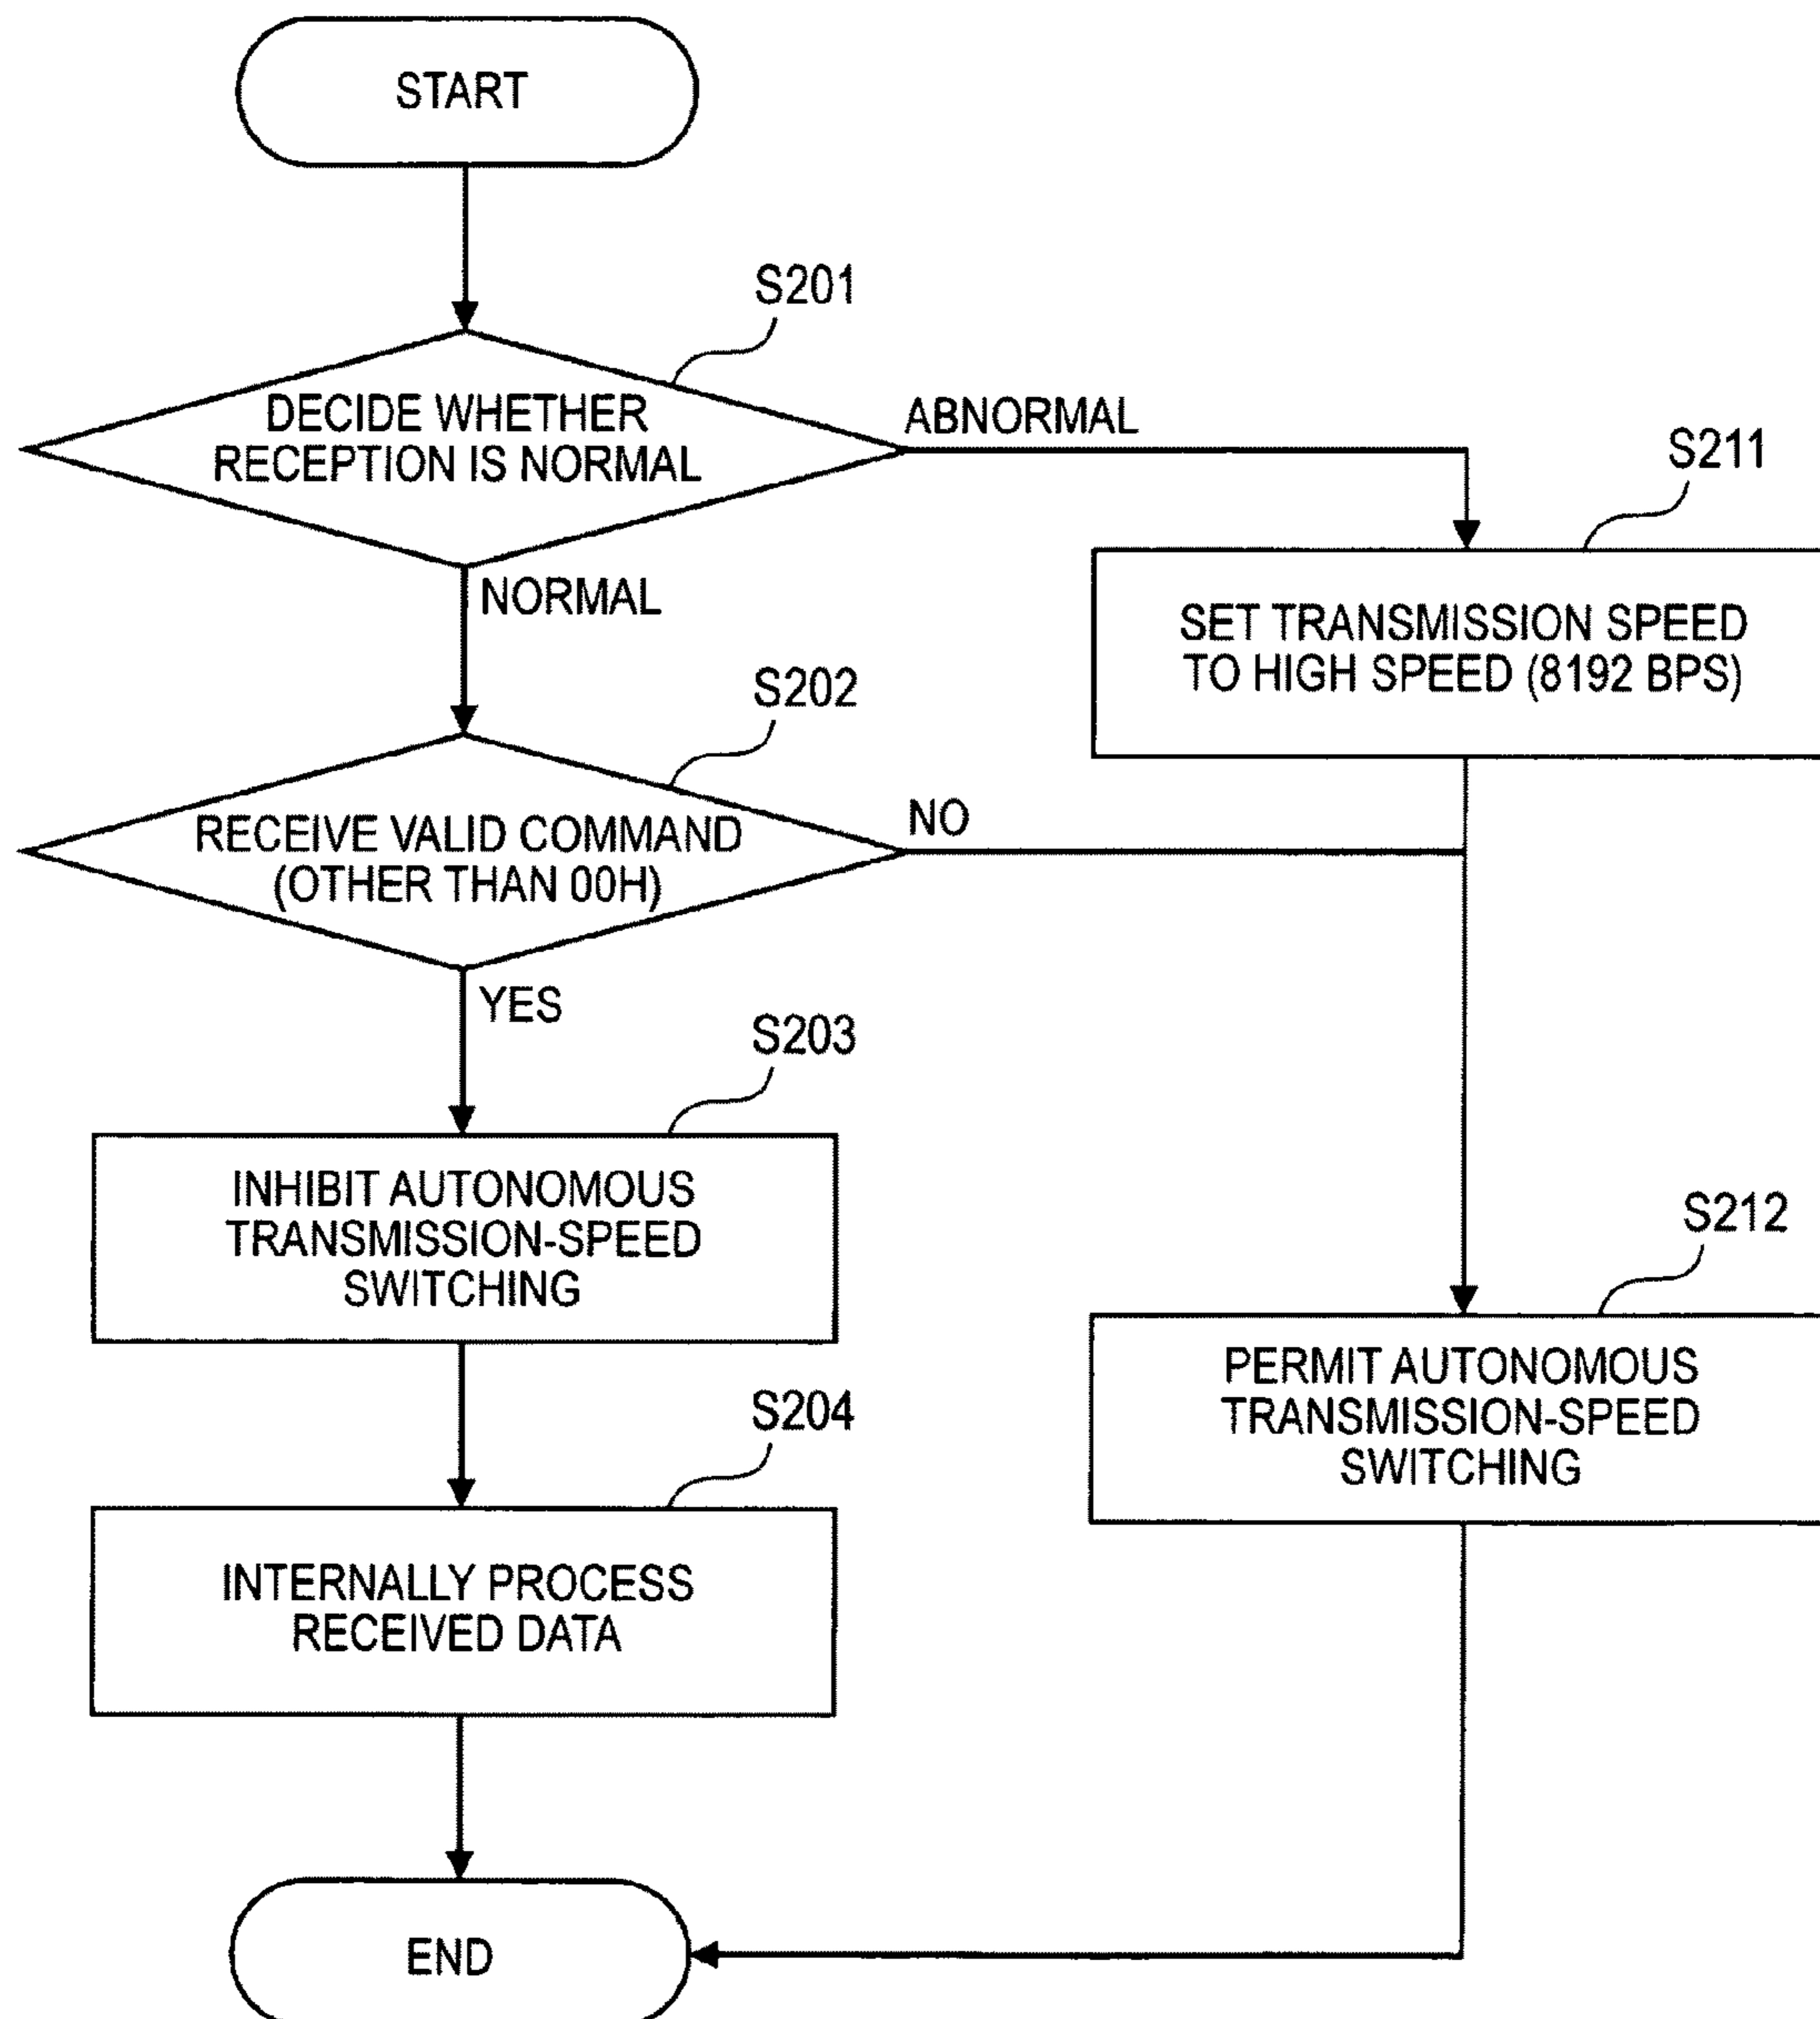 START
S201
DECIDE WHETHER
RECEPTION IS NORMAL
ABNORMAL
S211
NORMAL
SET TRANSMISSION SPEED
TO HIGH SPEED (8192 BPS)
S202
RECEIVE VALID COMMAND
(OTHER THAN 00H)
NO
YES
S203
INHIBIT AUTONOMOUS
TRANSMISSION-SPEED
SWITCHING
S212
PERMIT AUTONOMOUS
TRANSMISSION-SPEED
SWITCHING
S204
INTERNALLY PROCESS
RECEIVED DATA
END